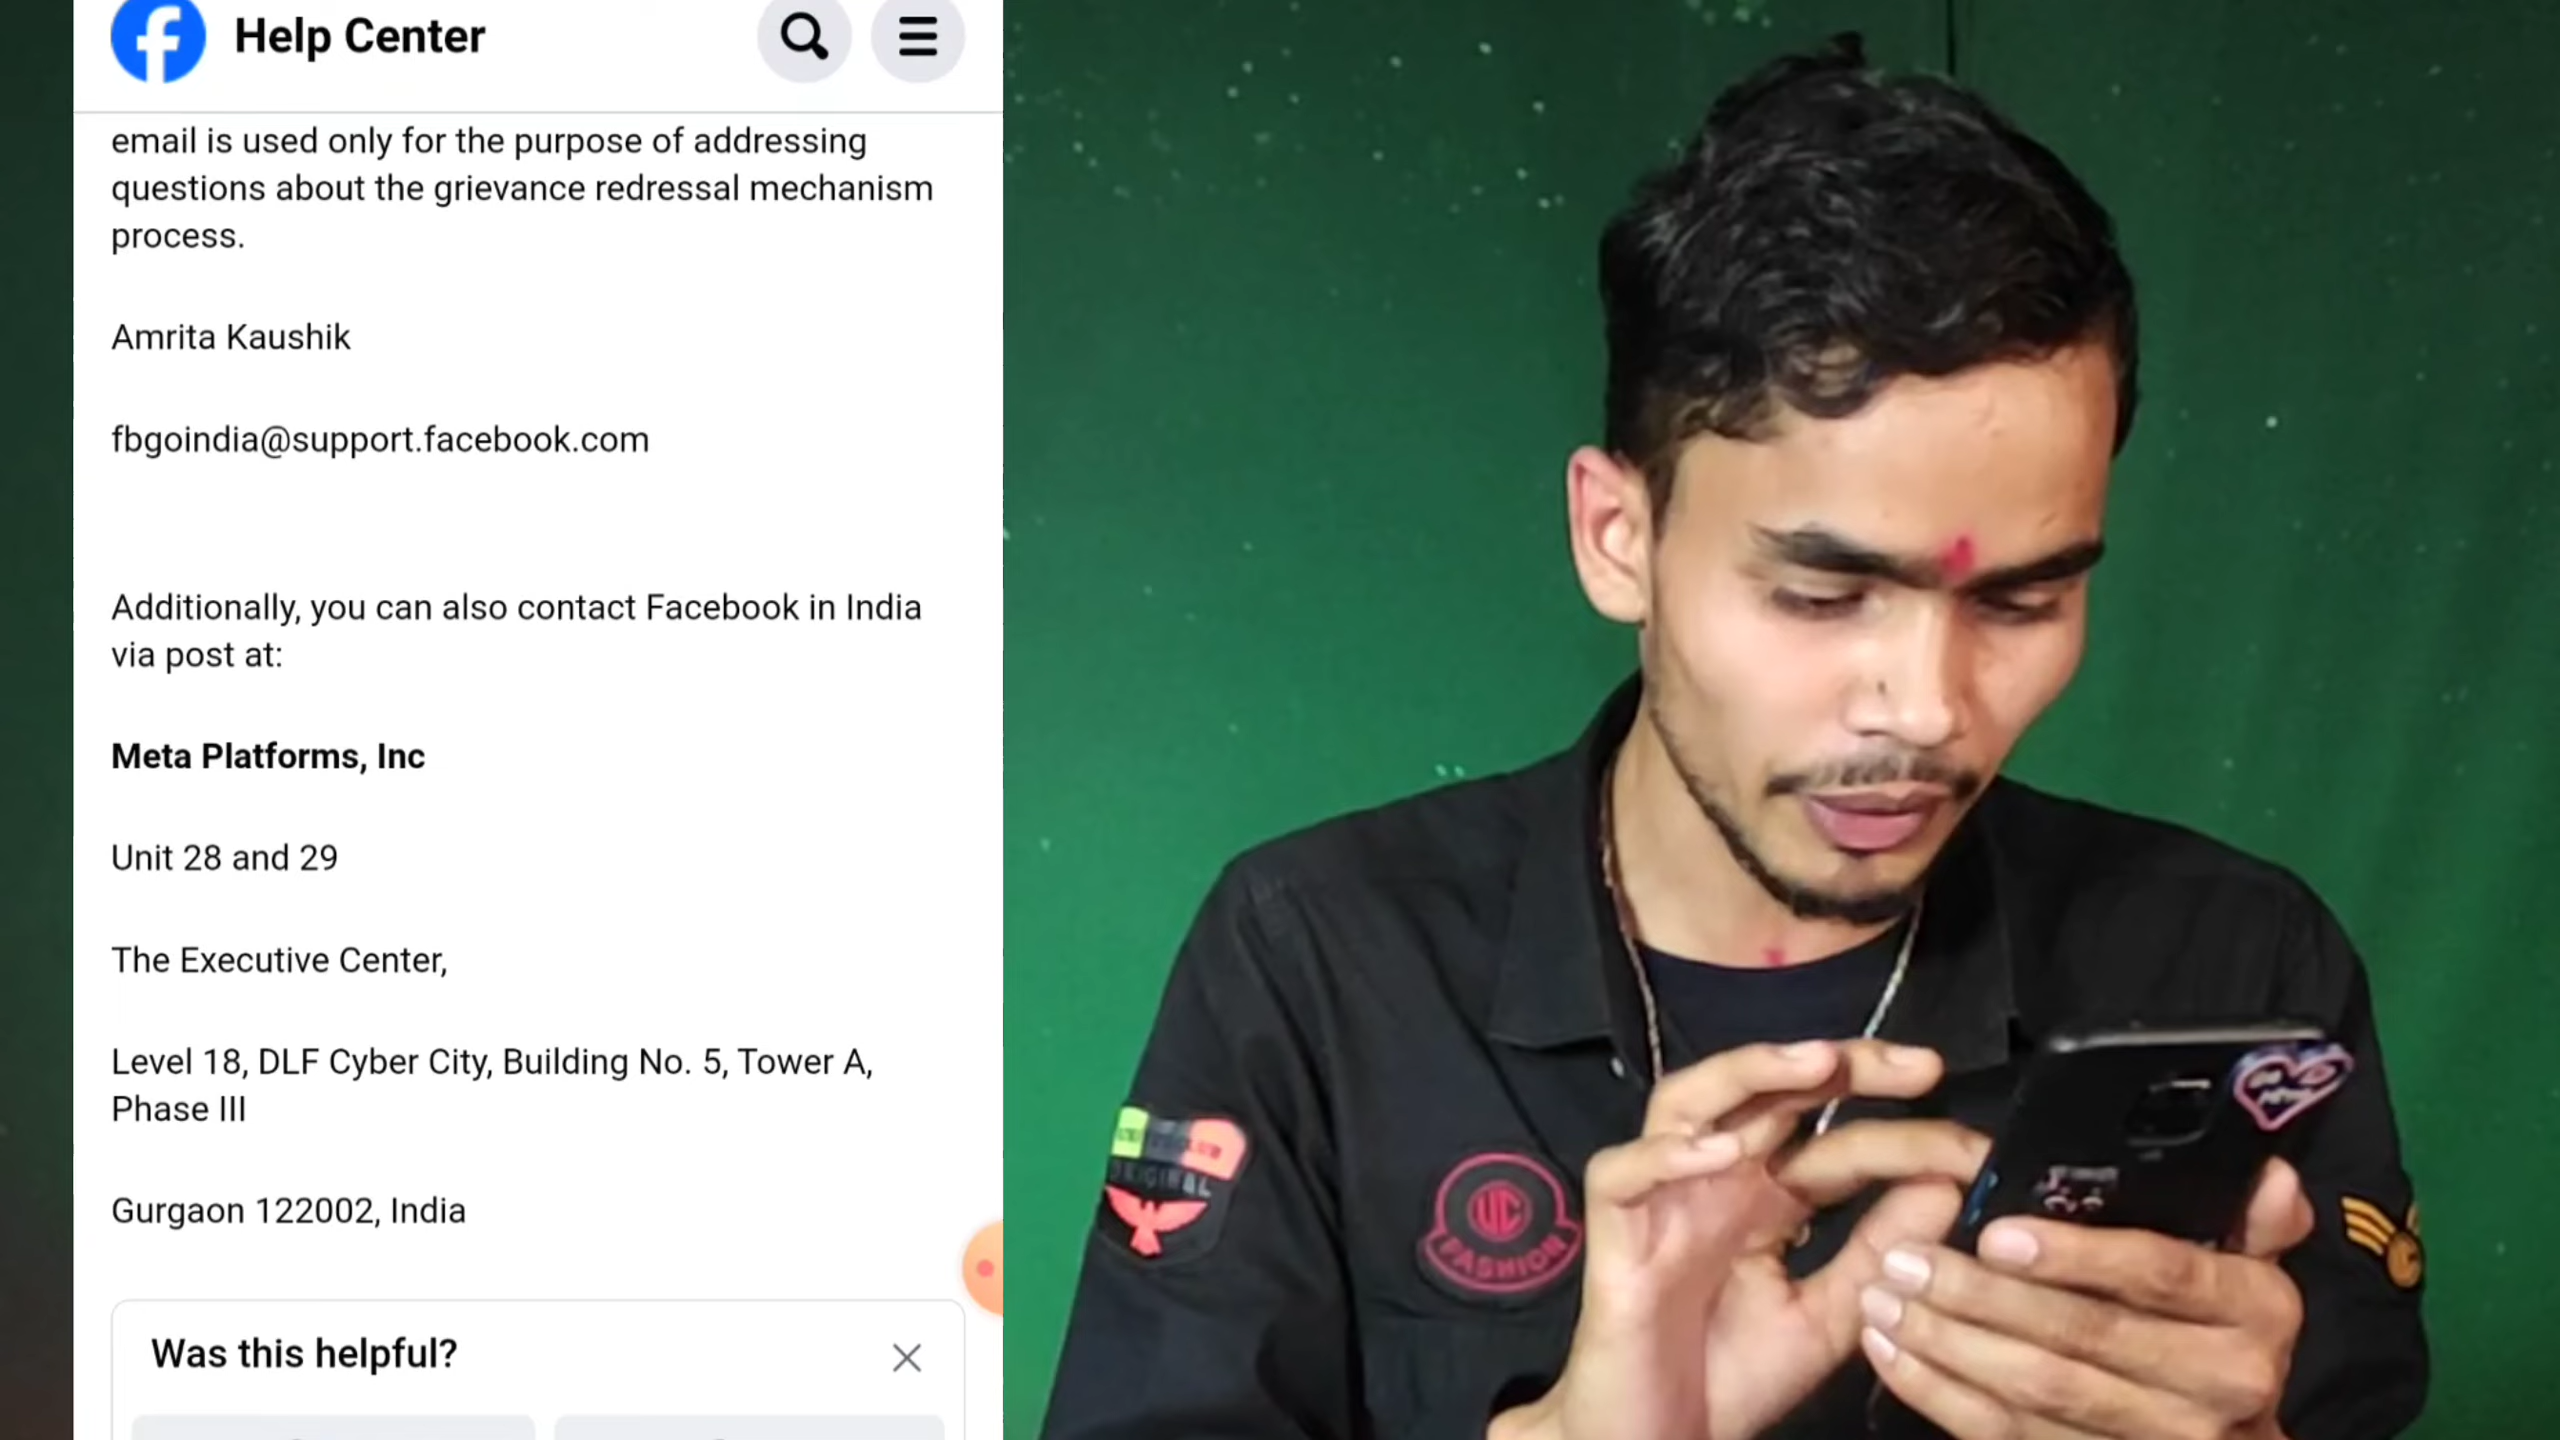 Help Center
email is used only for the purpose of addressing
questions about the grievance redressal mechanism
process.
Amrita Kaushik
fbgoindia@support.facebook.com
Additionally, you can also contact Facebook in India
via post at:
Meta Platforms, Inc
Unit 28 and 29
The Executive Center,
Level 18, DLF Cyber City, Building No. 5, Tower A,
Phase III
Gurgaon 122002, India
Was this helpful?
ORIGINAL
UC
FASHION